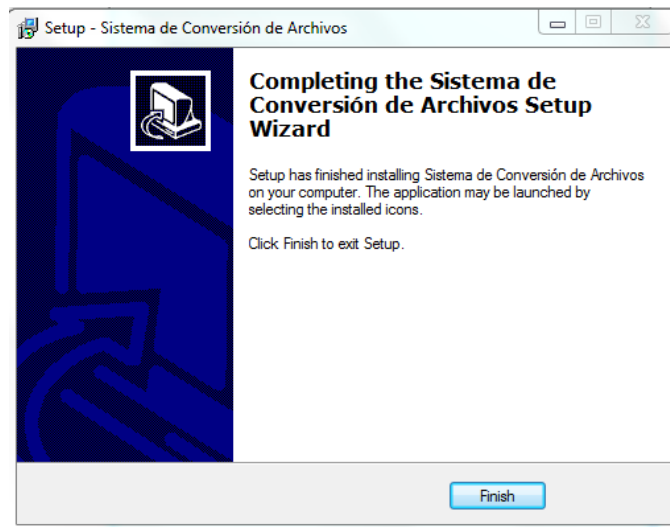 Setup - Sistema de Conversión de Archivos
Completing the Sistema de
Conversión de Archivos Setup
Wizard
Setup has finished installing Sistema de Conversión de Archivos
on your computer. The application may be launched by
selecting the installed icons.
Click Finish to exit Setup.
Finish